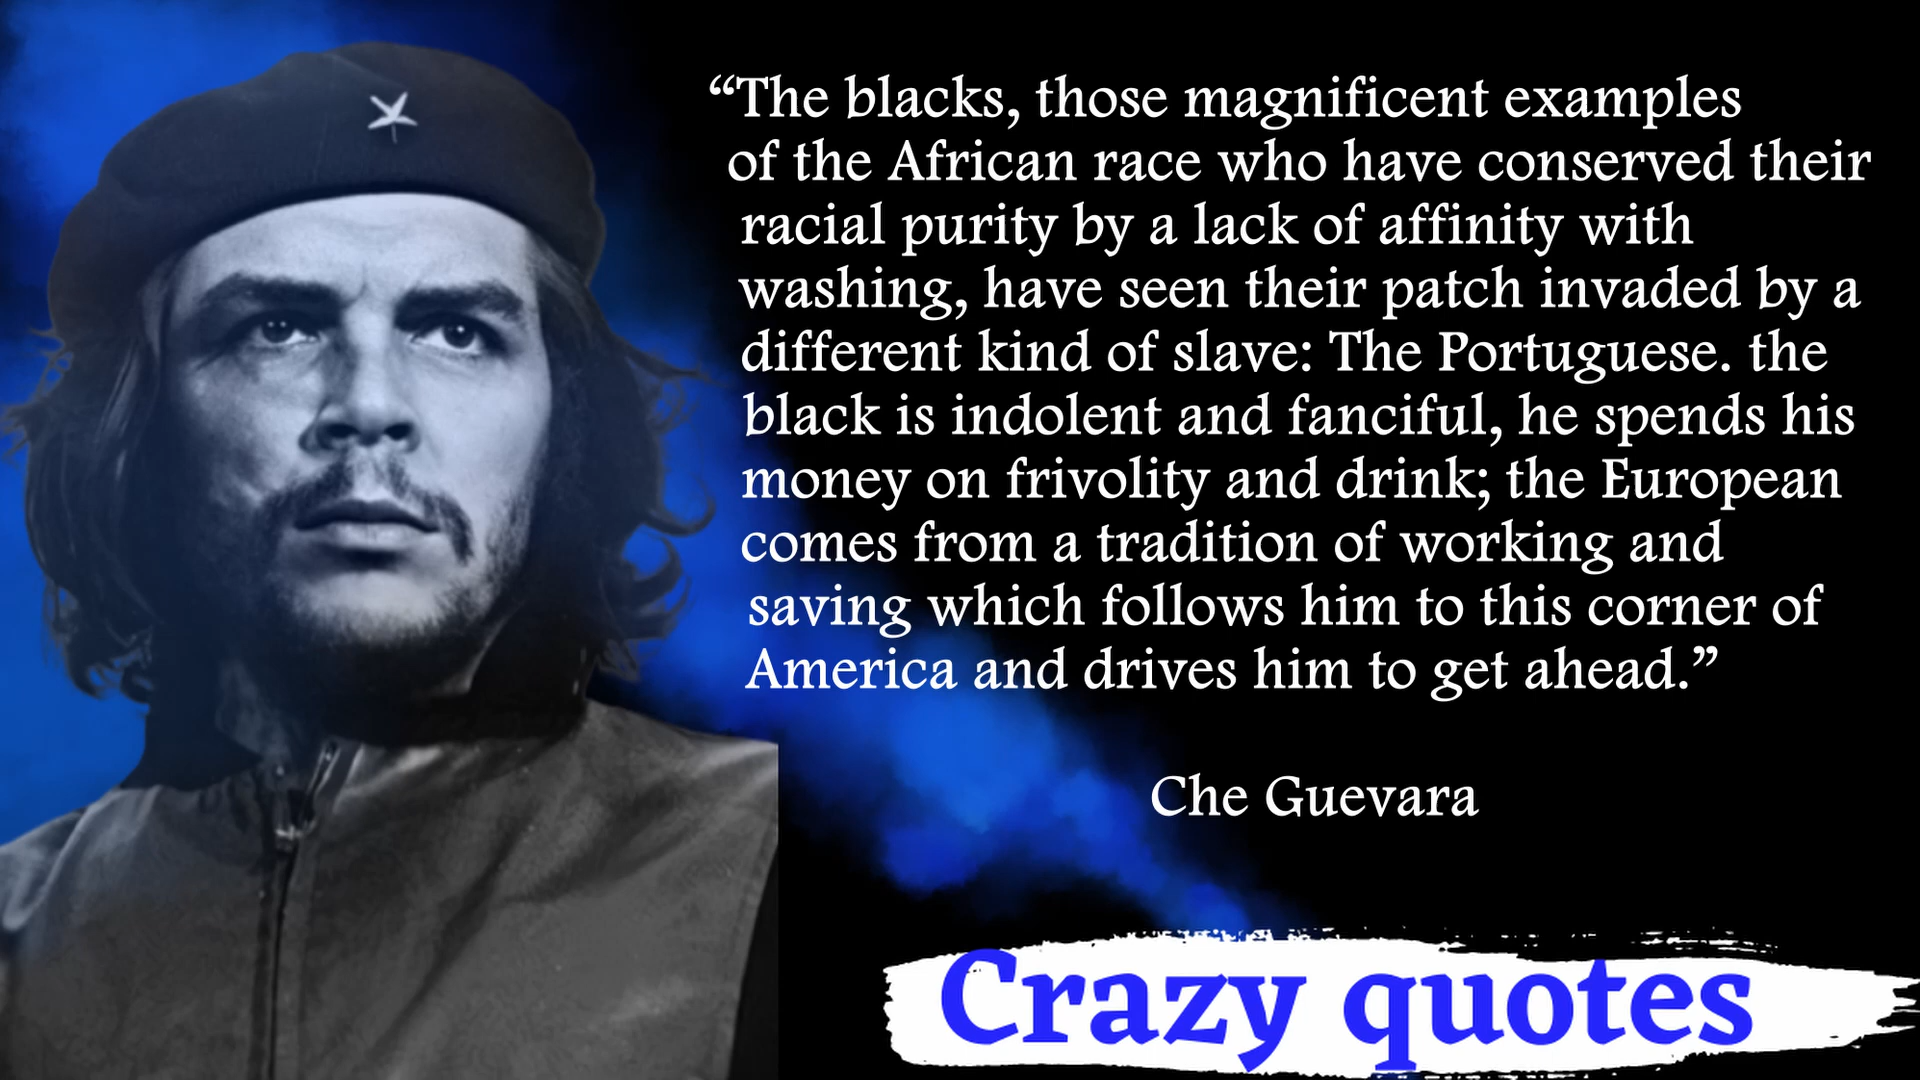 “The blacks, those magnificent examples
of the African race who have conserved their
racial purity by a lack of affinity with
washing, have seen their patch invaded by a
different kind of slave: The Portuguese. the
black is indolent and fanciful, he spends his
money on frivolity and drink; the European
comes from a tradition of working and
saving which follows him to this corner of
America and drives him to get ahead.”
Che Guevara
Crazy quotes